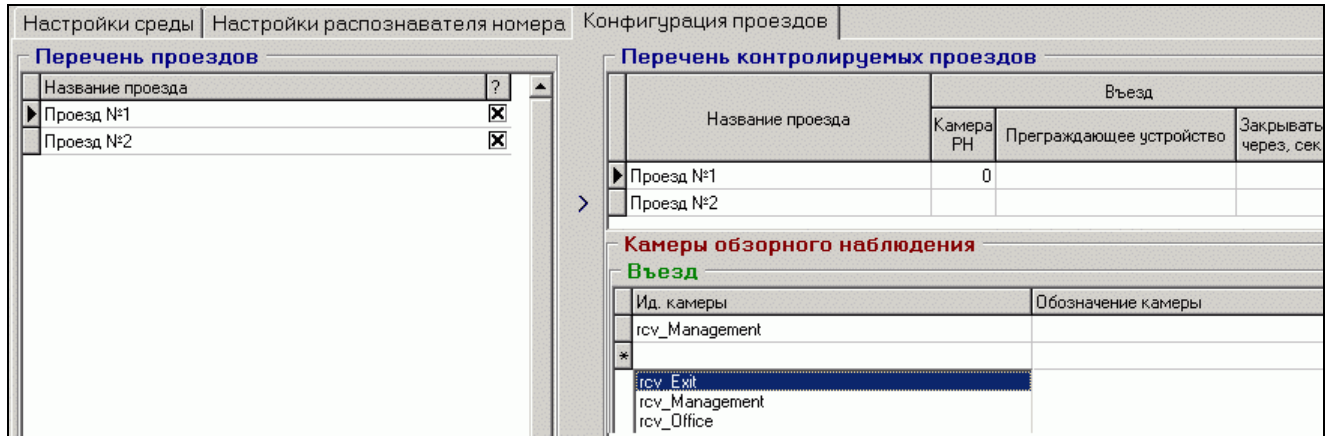 Настройки среды Настройки распознавателя номера Конфигурация проездов
Перечень проездов
Название проезда ?
Проезд №1
Проезд №2
>
Перечень контролируемых проездов
Название проезда
Въезд
Камера РН
Преграждающее устройство
Закрывать через, сек
Проезд №1 0
Проезд №2
Камеры обзорного наблюдения
Въезд
Ид. камеры Обозначение камеры
rcv_Management
*
rcv_Exit
rcv_Management
rcv_Office